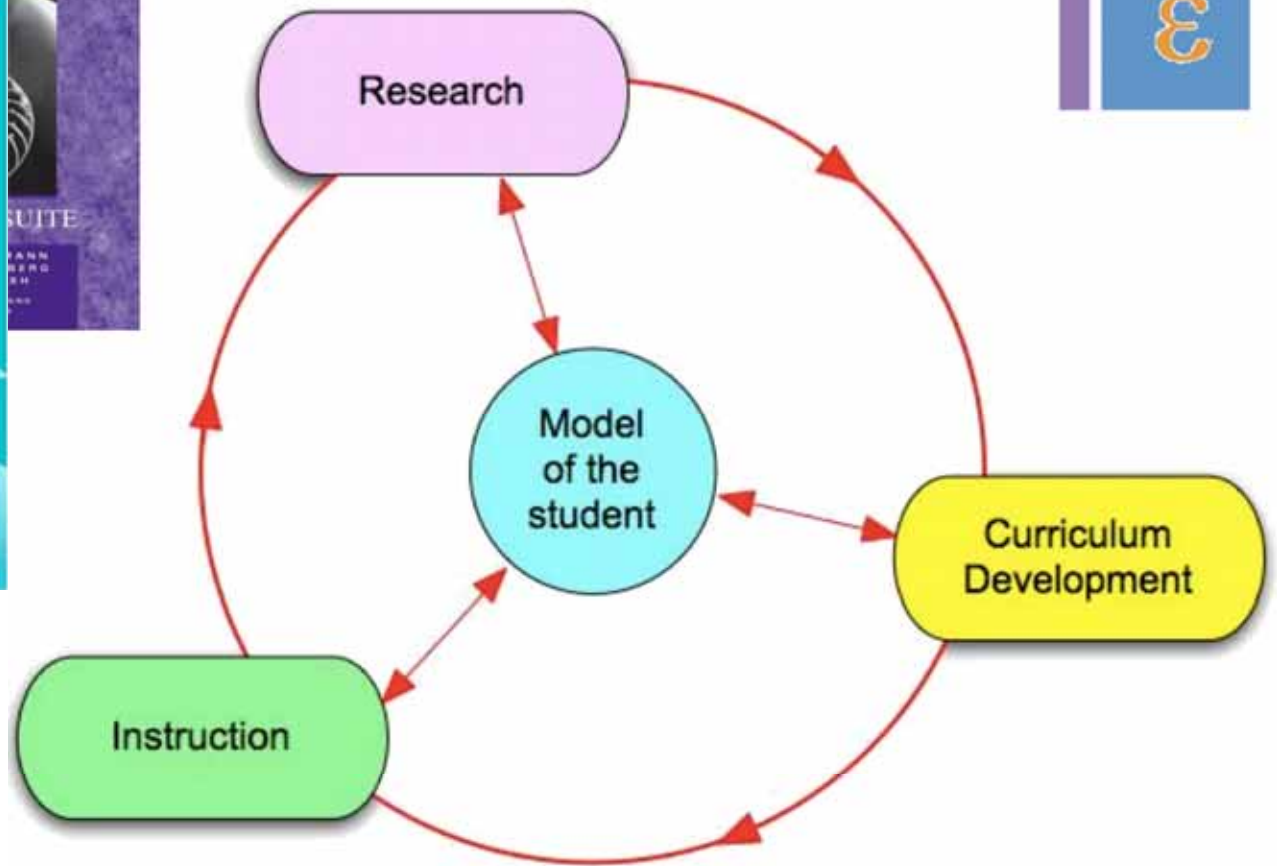 Research
ε
SUITE
Model
of the
student
Curriculum
Development
Instruction